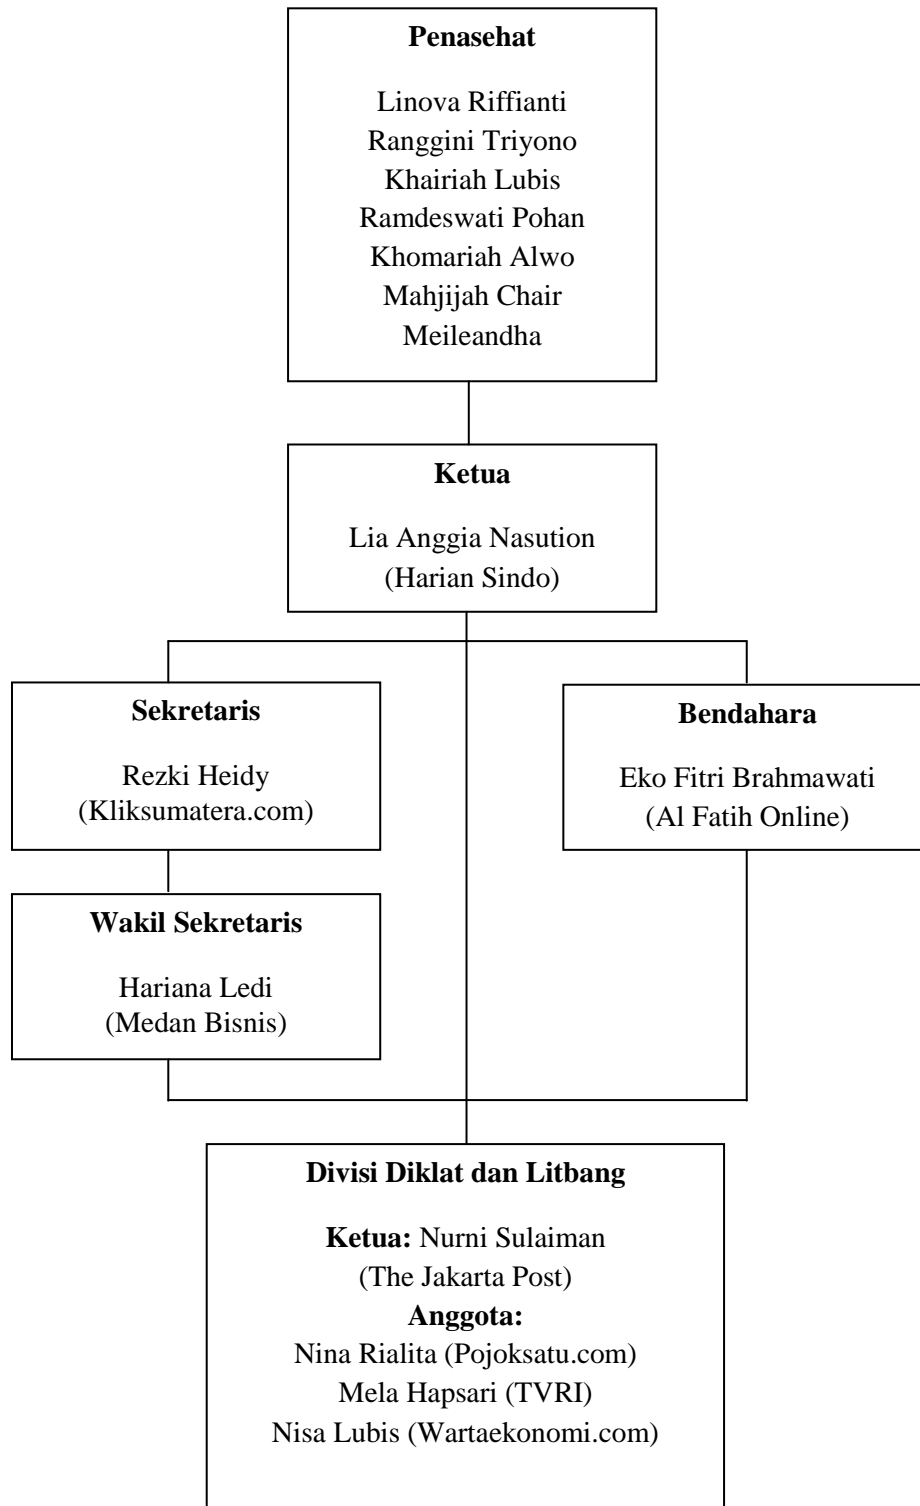 Penasehat
Linova Riffianti
Ranggini Triyono
Khairiah Lubis
Ramdeswati Pohan
Khomariah Alwo
Mahjijah Chair
Meileandha
Ketua
Lia Anggia Nasution
(Harian Sindo)
Sekretaris
Rezki Heidy
(Kliksumatera.com)
Bendahara
Eko Fitri Brahmawati
(Al Fatih Online)
Wakil Sekretaris
Hariana Ledi
(Medan Bisnis)
Divisi Diklat dan Litbang
Ketua: Nurni Sulaiman
(The Jakarta Post)
Anggota:
Nina Rialita (Pojoksatu.com)
Mela Hapsari (TVRI)
Nisa Lubis (Wartaekonomi.com)